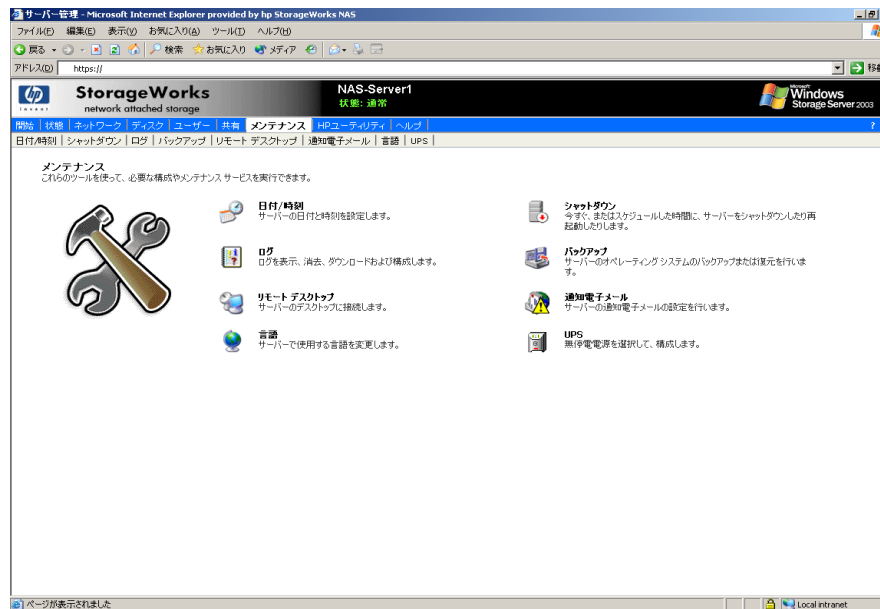 サーバー管理 - Microsoft Internet Explorer provided by hp StorageWorks NAS
ファイル(F) 編集(E) 表示(V) お気に入り(A) ツール(T) ヘルプ(H)
戻る 検索 お気に入り メディア
アドレス(D) https:// 移動
hp
invent
StorageWorks
network attached storage
NAS-Server1
状態: 通常
Microsoft
Windows
Storage Server 2003
開始 | 状態 | ネットワーク | ディスク | ユーザー | 共有 | メンテナンス | HPユーティリティ | ヘルプ | ?
日付/時刻 | シャットダウン | ログ | バックアップ | リモート デスクトップ | 通知電子メール | 言語 | UPS |
メンテナンス
これらのツールを使って、必要な構成やメンテナンス サービスを実行できます。
日付/時刻
サーバーの日付と時刻を設定します。
シャットダウン
今すぐ、またはスケジュールした時間に、サーバーをシャットダウンしたり再
起動したりします。
ログ
ログを表示、消去、ダウンロードおよび構成します。
バックアップ
サーバーのオペレーティング システムのバックアップまたは復元を行いま
す。
リモート デスクトップ
サーバーのデスクトップに接続します。
通知電子メール
サーバーの通知電子メールの設定を行います。
言語
サーバーで使用する言語を変更します。
UPS
無停電電源を選択して、構成します。
ページが表示されました
Local intranet